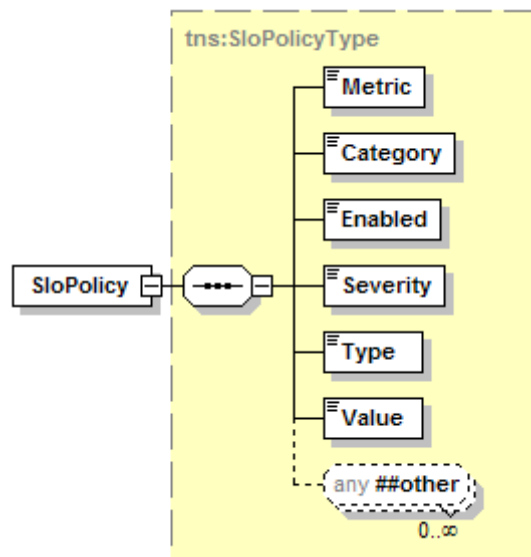 tns:SloPolicyType
Metric
Category
Enabled
SloPolicy
Severity
Type
Value
any ##other
0..∞